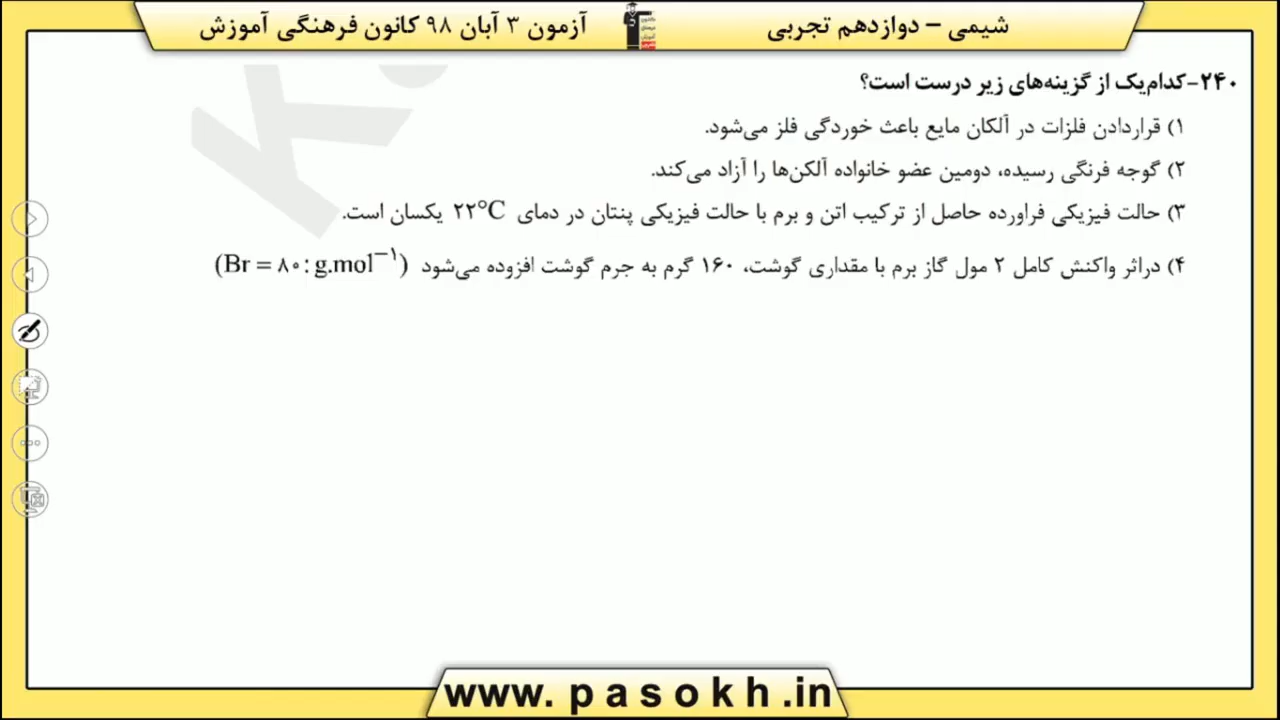 شیمی – دوازدهم تجربی
آزمون ۳ آبان ۹۸ کانون فرهنگی آموزش
۲۴۰-کدام‌یک از گزینه‌های زیر درست است؟
۱) قراردادن فلزات در آلکان مایع باعث خوردگی فلز می‌شود.
۲) گوجه فرنگی رسیده، دومین عضو خانواده آلکن‌ها را آزاد می‌کند.
۳) حالت فیزیکی فراورده حاصل از ترکیب اتن و برم با حالت فیزیکی پنتان در دمای ۲۲°C یکسان است.
۴) دراثر واکنش کامل ۲ مول گاز برم با مقداری گوشت، ۱۶۰ گرم به جرم گوشت افزوده می‌شود (Br = ۸۰ : g.mol⁻¹)
www. p a s o k h .in